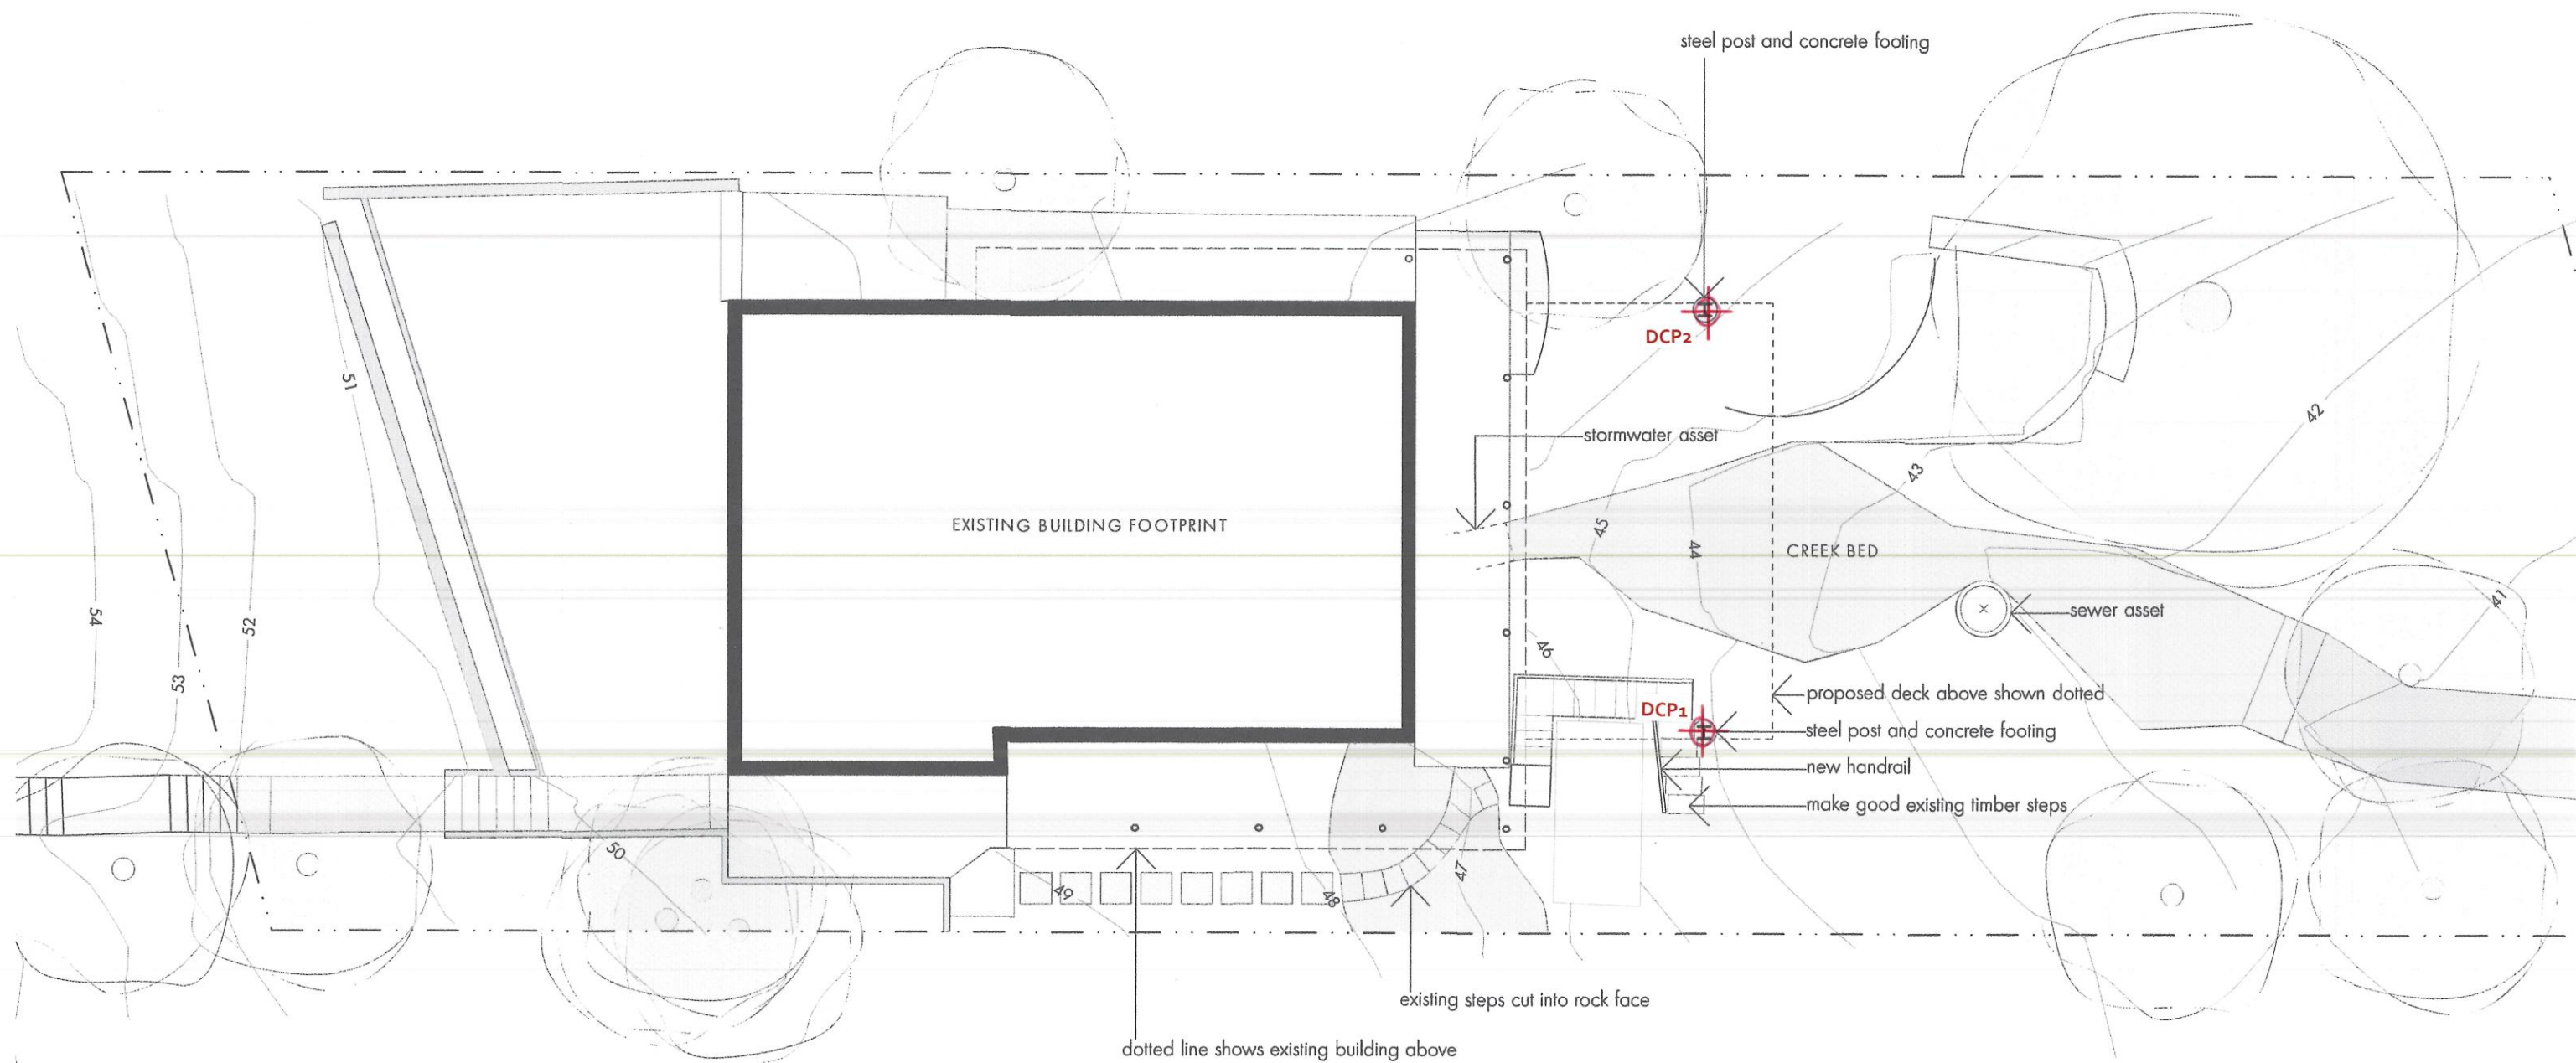 steel post and concrete footing
DCP2
51
42
stormwater asset
43
EXISTING BUILDING FOOTPRINT
45
44
CREEK BED
41
54
52
sewer asset
46
53
proposed deck above shown dotted
DCP1
steel post and concrete footing
new handrail
make good existing timber steps
50
47
49
48
existing steps cut into rock face
dotted line shows existing building above